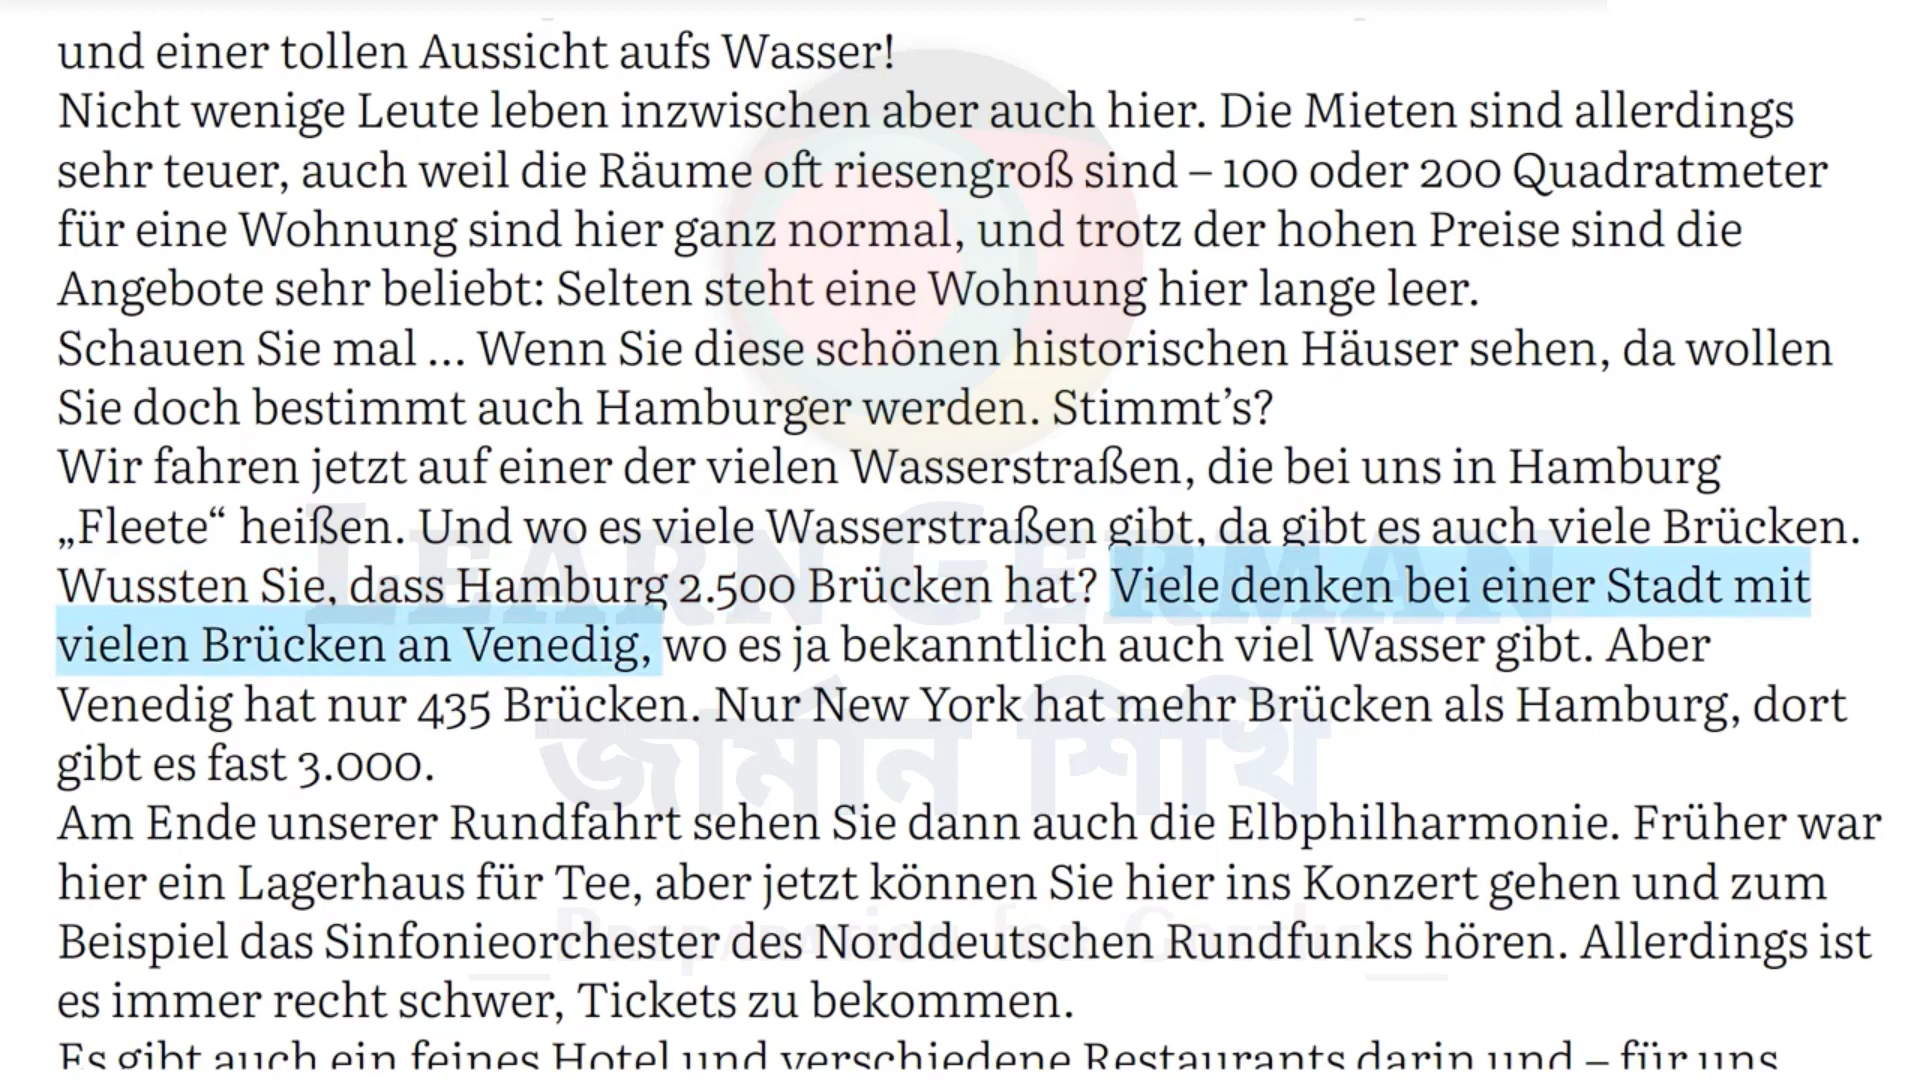 und einer tollen Aussicht aufs Wasser!
Nicht wenige Leute leben inzwischen aber auch hier. Die Mieten sind allerdings
sehr teuer, auch weil die Räume oft riesengroß sind – 100 oder 200 Quadratmeter
für eine Wohnung sind hier ganz normal, und trotz der hohen Preise sind die
Angebote sehr beliebt: Selten steht eine Wohnung hier lange leer.
Schauen Sie mal … Wenn Sie diese schönen historischen Häuser sehen, da wollen
Sie doch bestimmt auch Hamburger werden. Stimmt’s?
Wir fahren jetzt auf einer der vielen Wasserstraßen, die bei uns in Hamburg
„Fleete“ heißen. Und wo es viele Wasserstraßen gibt, da gibt es auch viele Brücken.
LEARN GERMAN
Wussten Sie, dass Hamburg 2.500 Brücken hat? Viele denken bei einer Stadt mit
vielen Brücken an Venedig, wo es ja bekanntlich auch viel Wasser gibt. Aber
Venedig hat nur 435 Brücken. Nur New York hat mehr Brücken als Hamburg, dort
জার্মান শিখি
gibt es fast 3.000.
Am Ende unserer Rundfahrt sehen Sie dann auch die Elbphilharmonie. Früher war
hier ein Lagerhaus für Tee, aber jetzt können Sie hier ins Konzert gehen und zum
Beispiel das Sinfonieorchester des Norddeutschen Rundfunks hören. Allerdings ist
es immer recht schwer, Tickets zu bekommen.
Es gibt auch ein feines Hotel und verschiedene Restaurants darin und – für uns